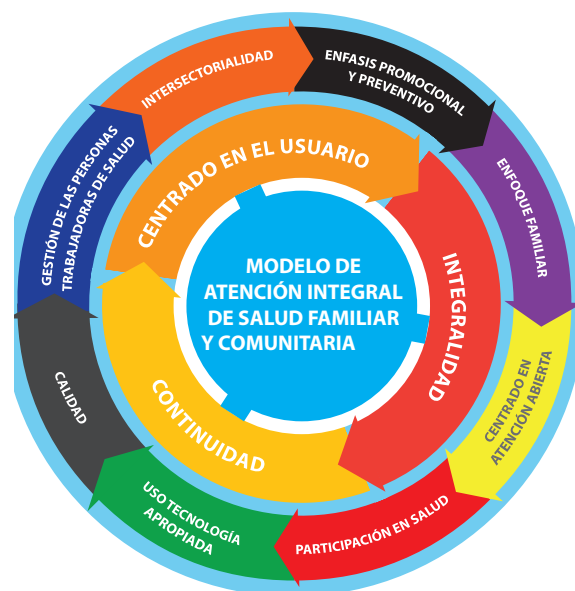 MODELO DE
ATENCIÓN INTEGRAL
DE SALUD FAMILIAR
Y COMUNITARIA
CENTRADO EN EL USUARIO
INTEGRALIDAD
CONTINUIDAD
ENFASIS PROMOCIONAL
Y PREVENTIVO
ENFOQUE FAMILIAR
CENTRADO EN
ATENCIÓN ABIERTA
PARTICIPACIÓN EN SALUD
USO TECNOLOGÍA
APROPIADA
CALIDAD
GESTIÓN DE LAS PERSONAS
TRABAJADORAS DE SALUD
INTERSECTORIALIDAD